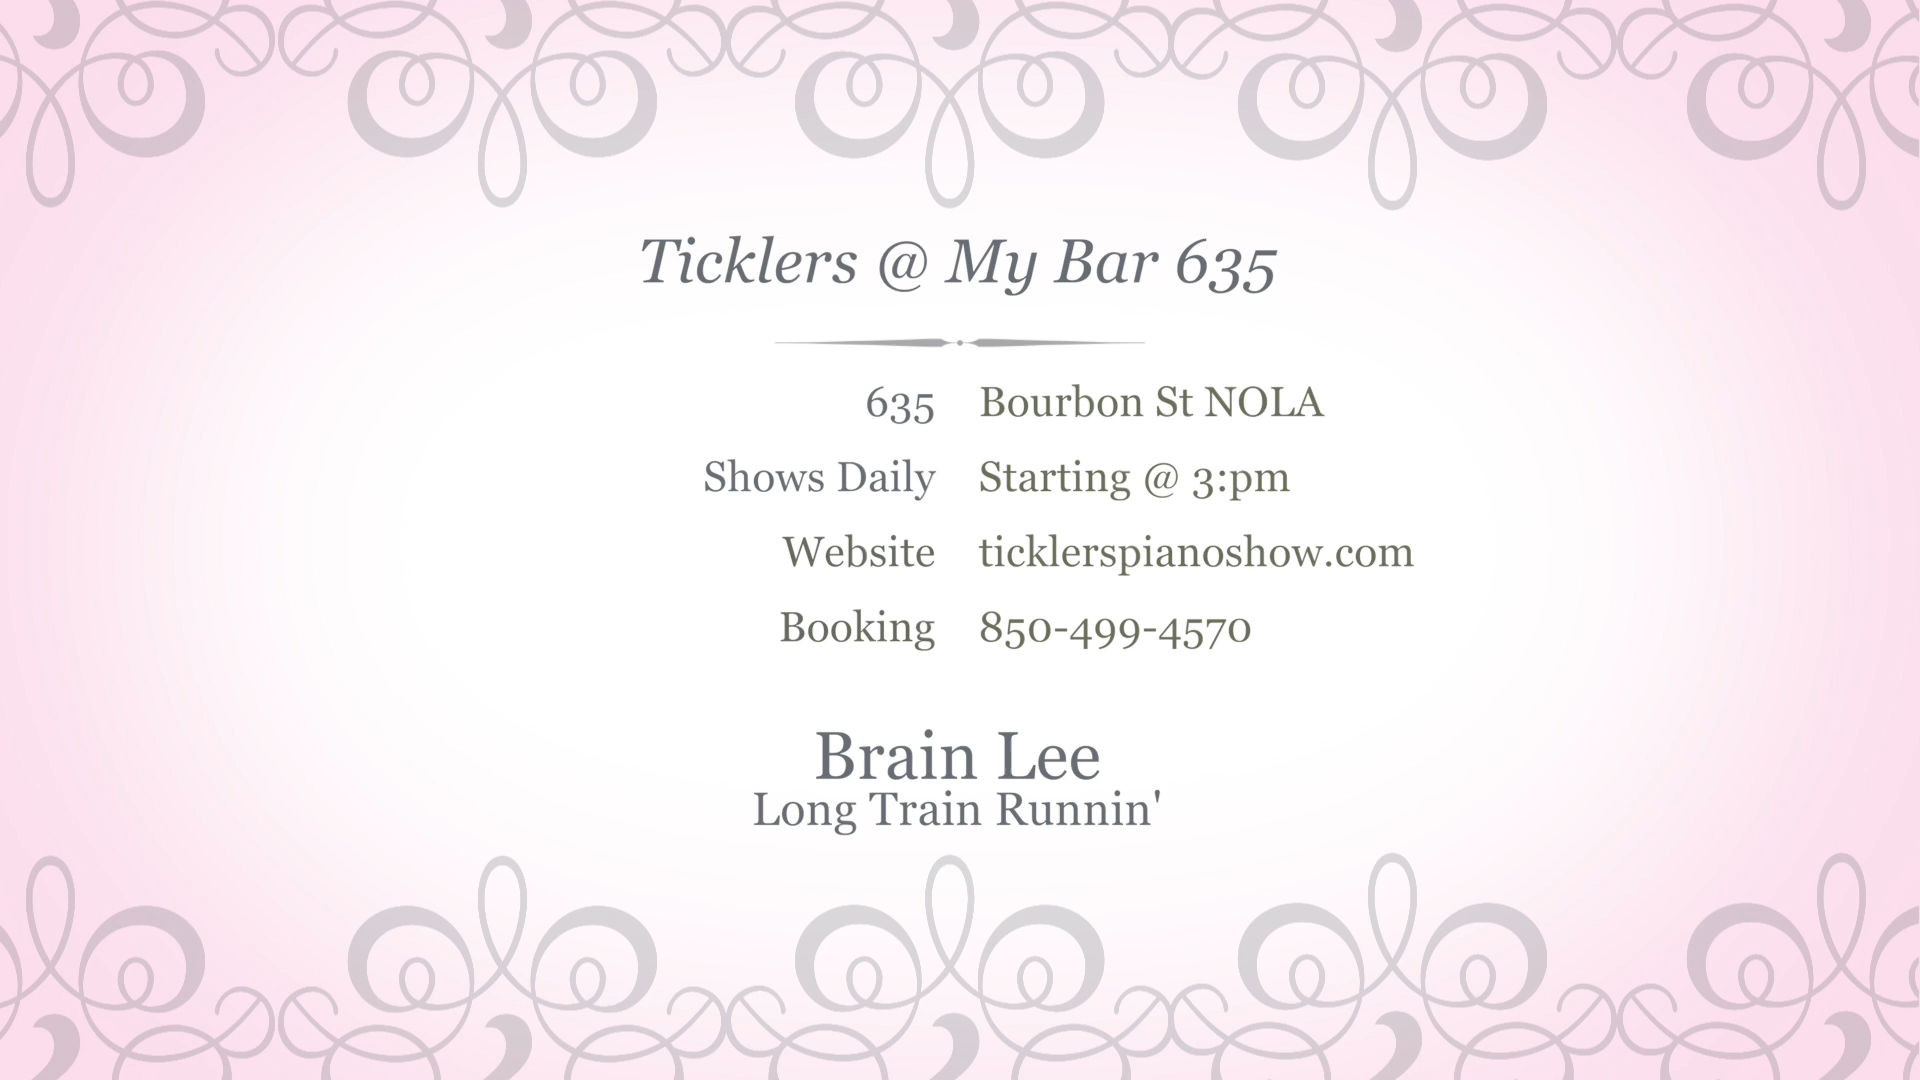 Ticklers @ My Bar 635
635 Bourbon St NOLA
Shows Daily Starting @ 3:pm
Website ticklerspianoshow.com
Booking 850-499-4570
Brain Lee
Long Train Runnin'